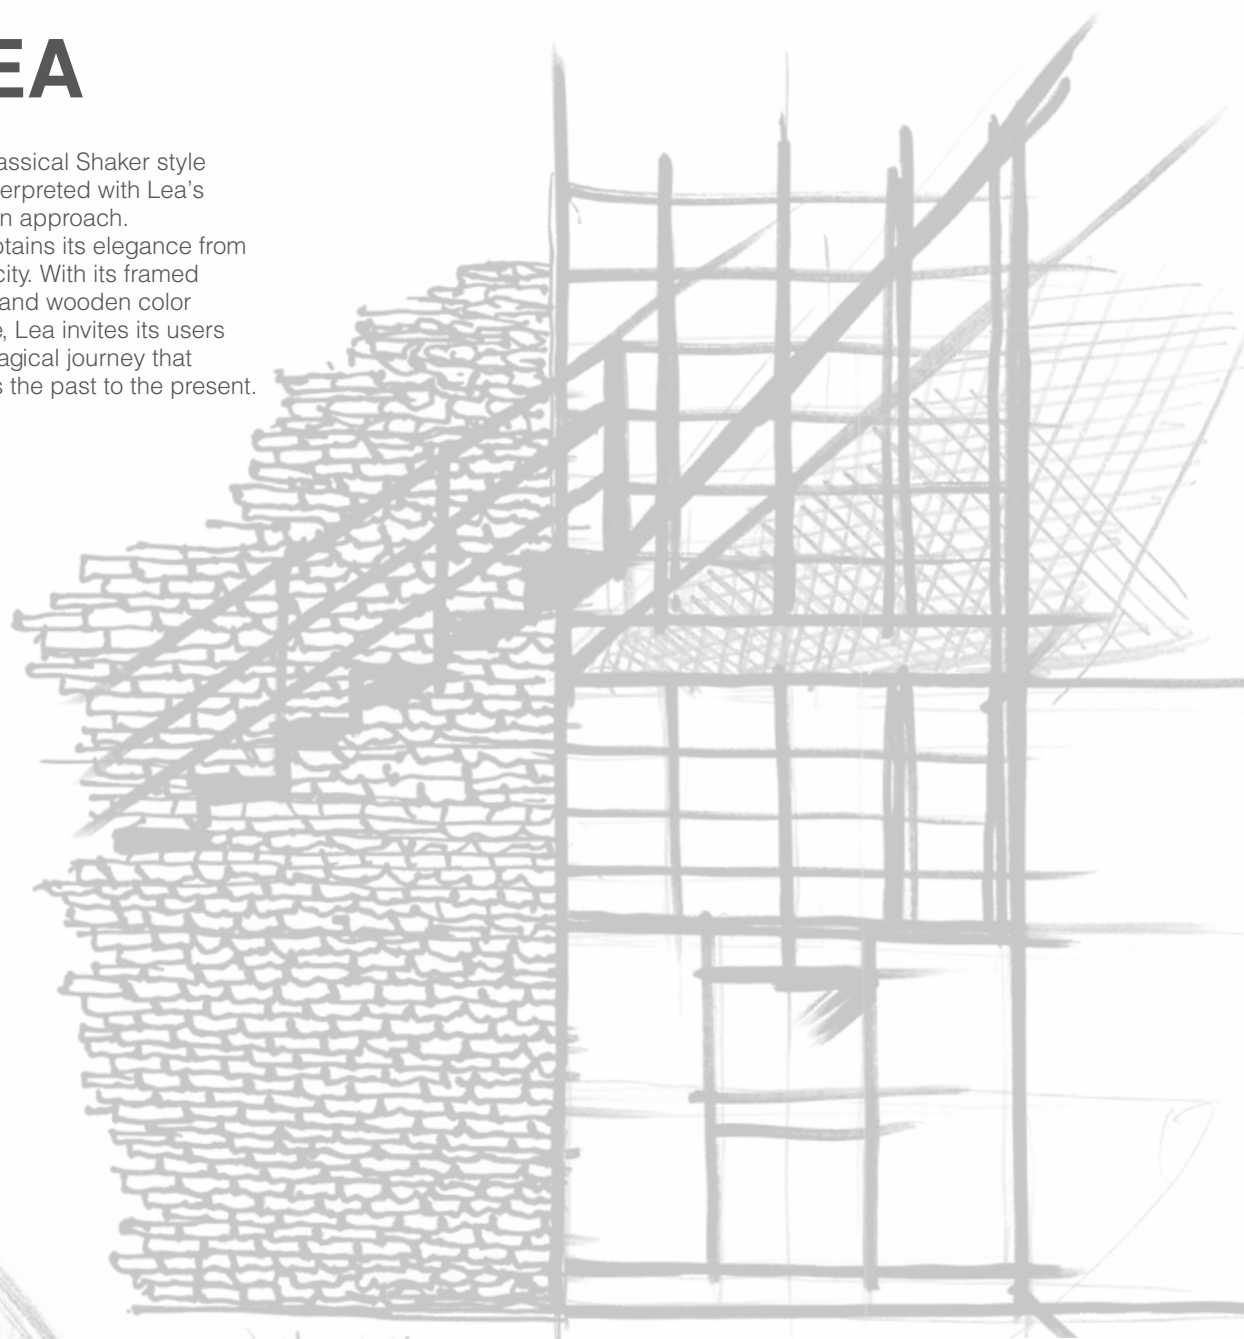 EA
assical Shaker style
erpreted with Lea's
n approach.
btains its elegance from
city. With its framed
and wooden color
e, Lea invites its users
agical journey that
s the past to the present.